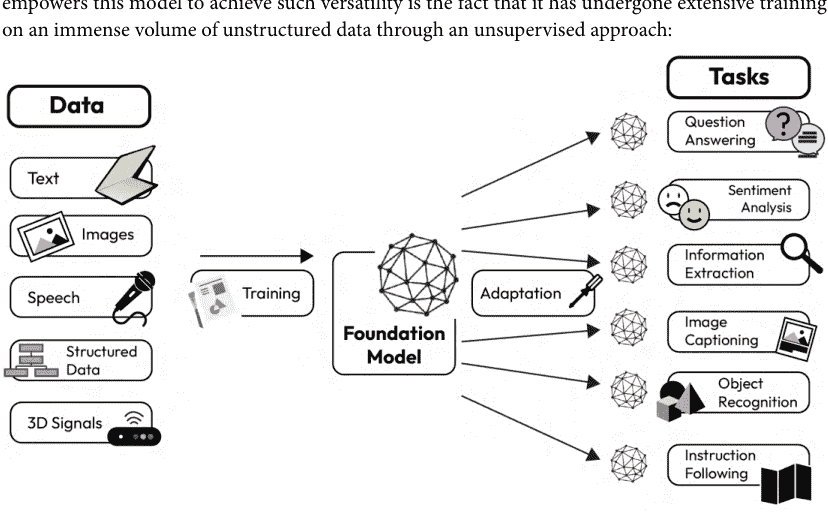 empowers this model to achieve such versatility is the fact that it has undergone extensive training
on an immense volume of unstructured data through an unsupervised approach:
Data
Text
Images
Speech
Structured
Data
3D Signals
Training
Foundation
Model
Adaptation
Tasks
Question
Answering
?
Sentiment
Analysis
Information
Extraction
Image
Captioning
Object
Recognition
Instruction
Following